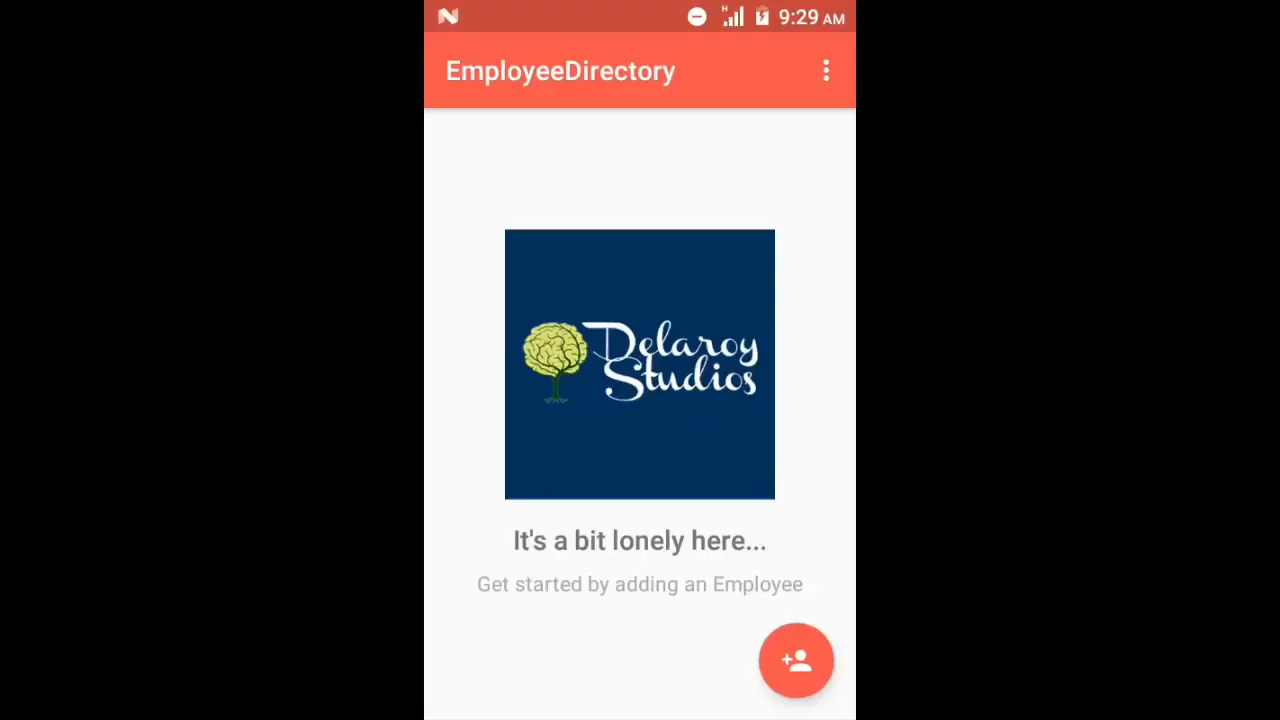 H 9:29 AM
EmployeeDirectory
Delaroy
Studios
It's a bit lonely here...
Get started by adding an Employee